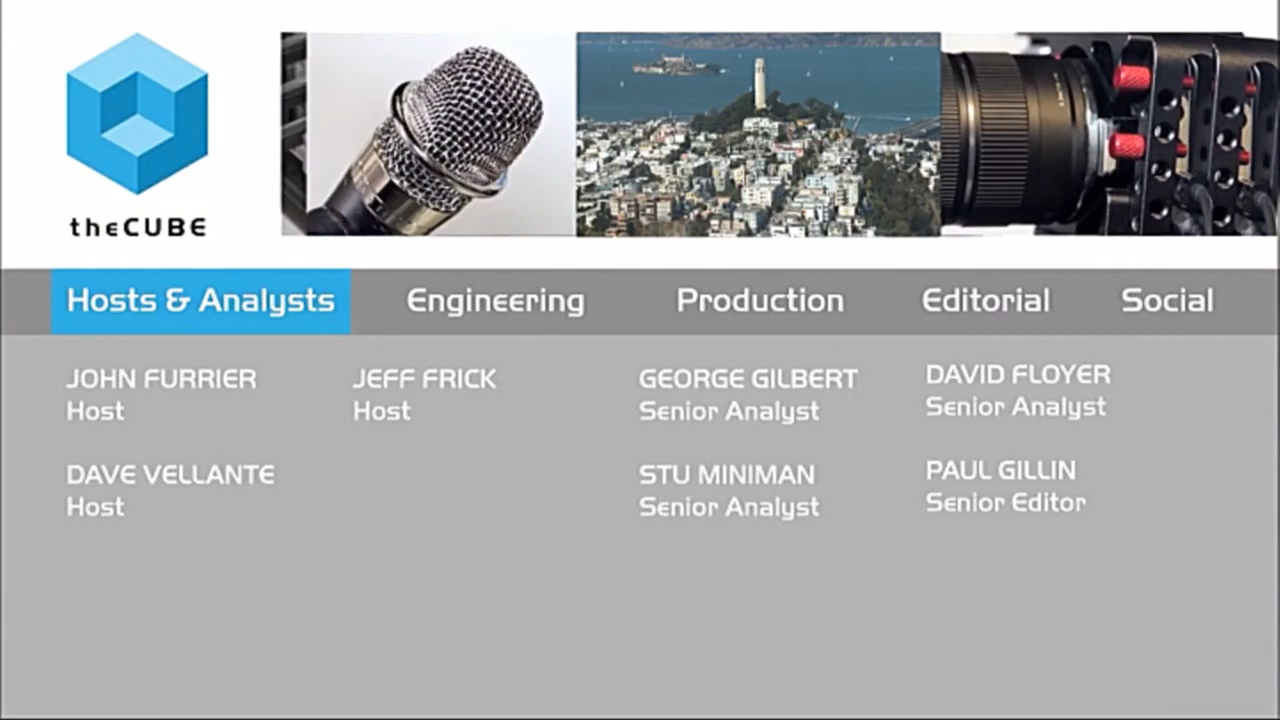 theCUBE
Hosts & Analysts
Engineering
Production
Editorial
Social
JOHN FURRIER
Host
DAVE VELLANTE
Host
JEFF FRICK
Host
GEORGE GILBERT
Senior Analyst
STU MINIMAN
Senior Analyst
DAVID FLOYER
Senior Analyst
PAUL GILLIN
Senior Editor